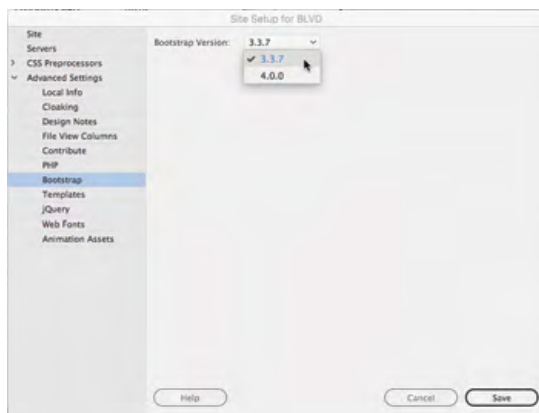 Site Setup for BLVD
Site
Servers
CSS Preprocessors
Advanced Settings
Local Info
Cloaking
Design Notes
File View Columns
Contribute
PHP
Bootstrap
Templates
jQuery
Web Fonts
Animation Assets
Bootstrap Version: 3.3.7
3.3.7
4.0.0
Help
Cancel
Save